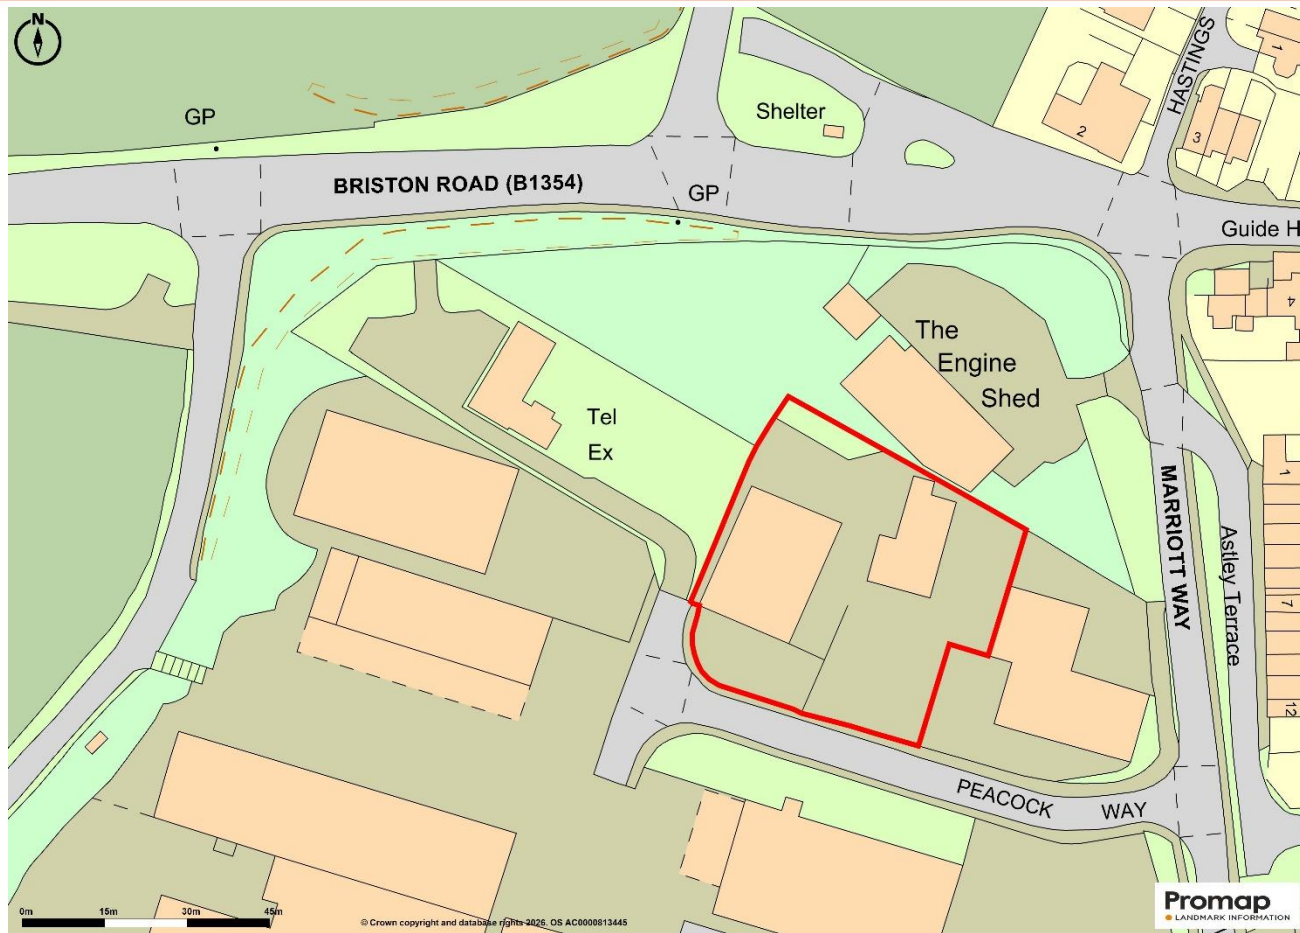 N
GP
Shelter
HASTINGS
1
2
3
BRISTON ROAD (B1354)
GP
Guide H
4
The
Engine
Shed
Tel
Ex
MARRIOTT WAY
Astley Terrace
1
7
12
PEACOCK WAY
0m 15m 30m 45m
© Crown copyright and database rights 2026. OS AC0000813445
Promap
LANDMARK INFORMATION